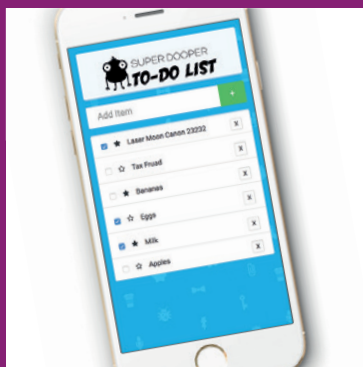 SUPER DOOPER
TO-DO LIST
Add Item +
Laser Moon Canon 23232 X
Tax Fruad X
Bananas X
Eggs X
Milk X
Apples X